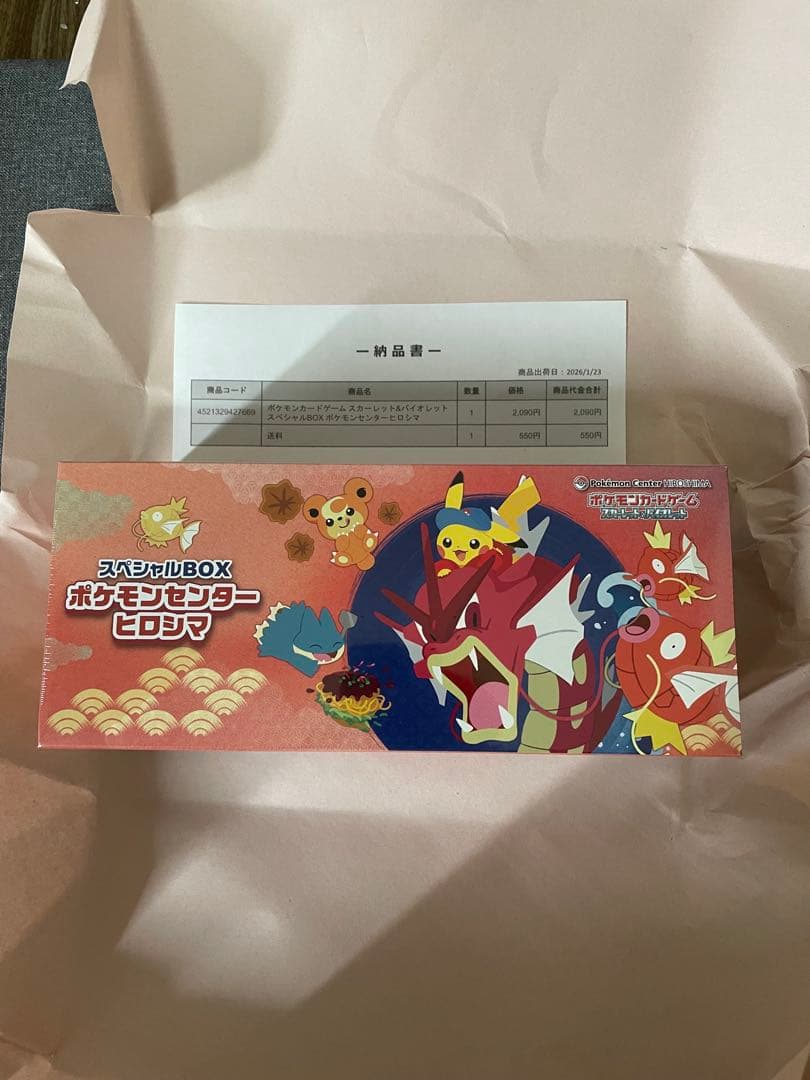 ー納品書ー
商品出荷日:2026/1/23
商品コード 商品名 数量 価格 商品代金合計
4521329427669 ポケモンカードゲーム スカーレット&バイオレット スペシャルBOX ポケモンセンターヒロシマ 1 2,090円 2,090円
送料 1 550円 550円
Pokémon Center HIROSHIMA
ポケモンカードゲーム
スカーレット&バイオレット
スペシャルBOX
ポケモンセンター
ヒロシマ